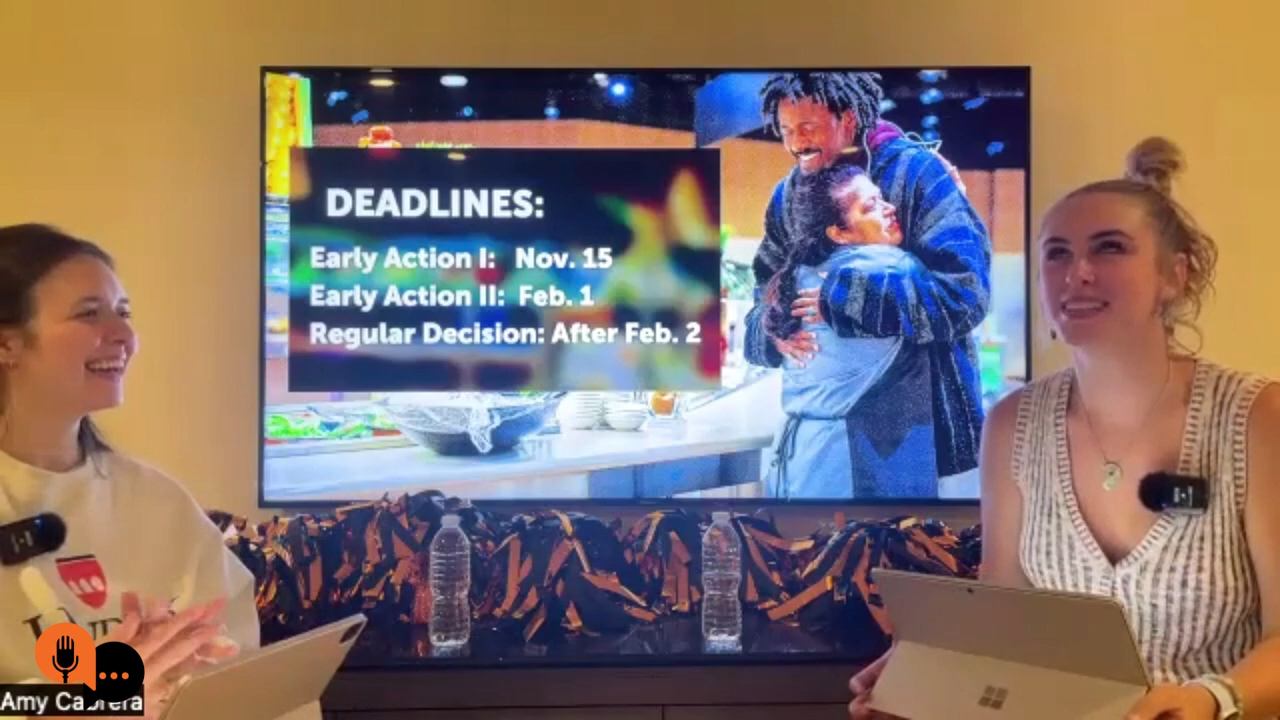 DEADLINES:
Early Action I: Nov. 15
Early Action II: Feb. 1
Regular Decision: After Feb. 2
Amy Cabrera